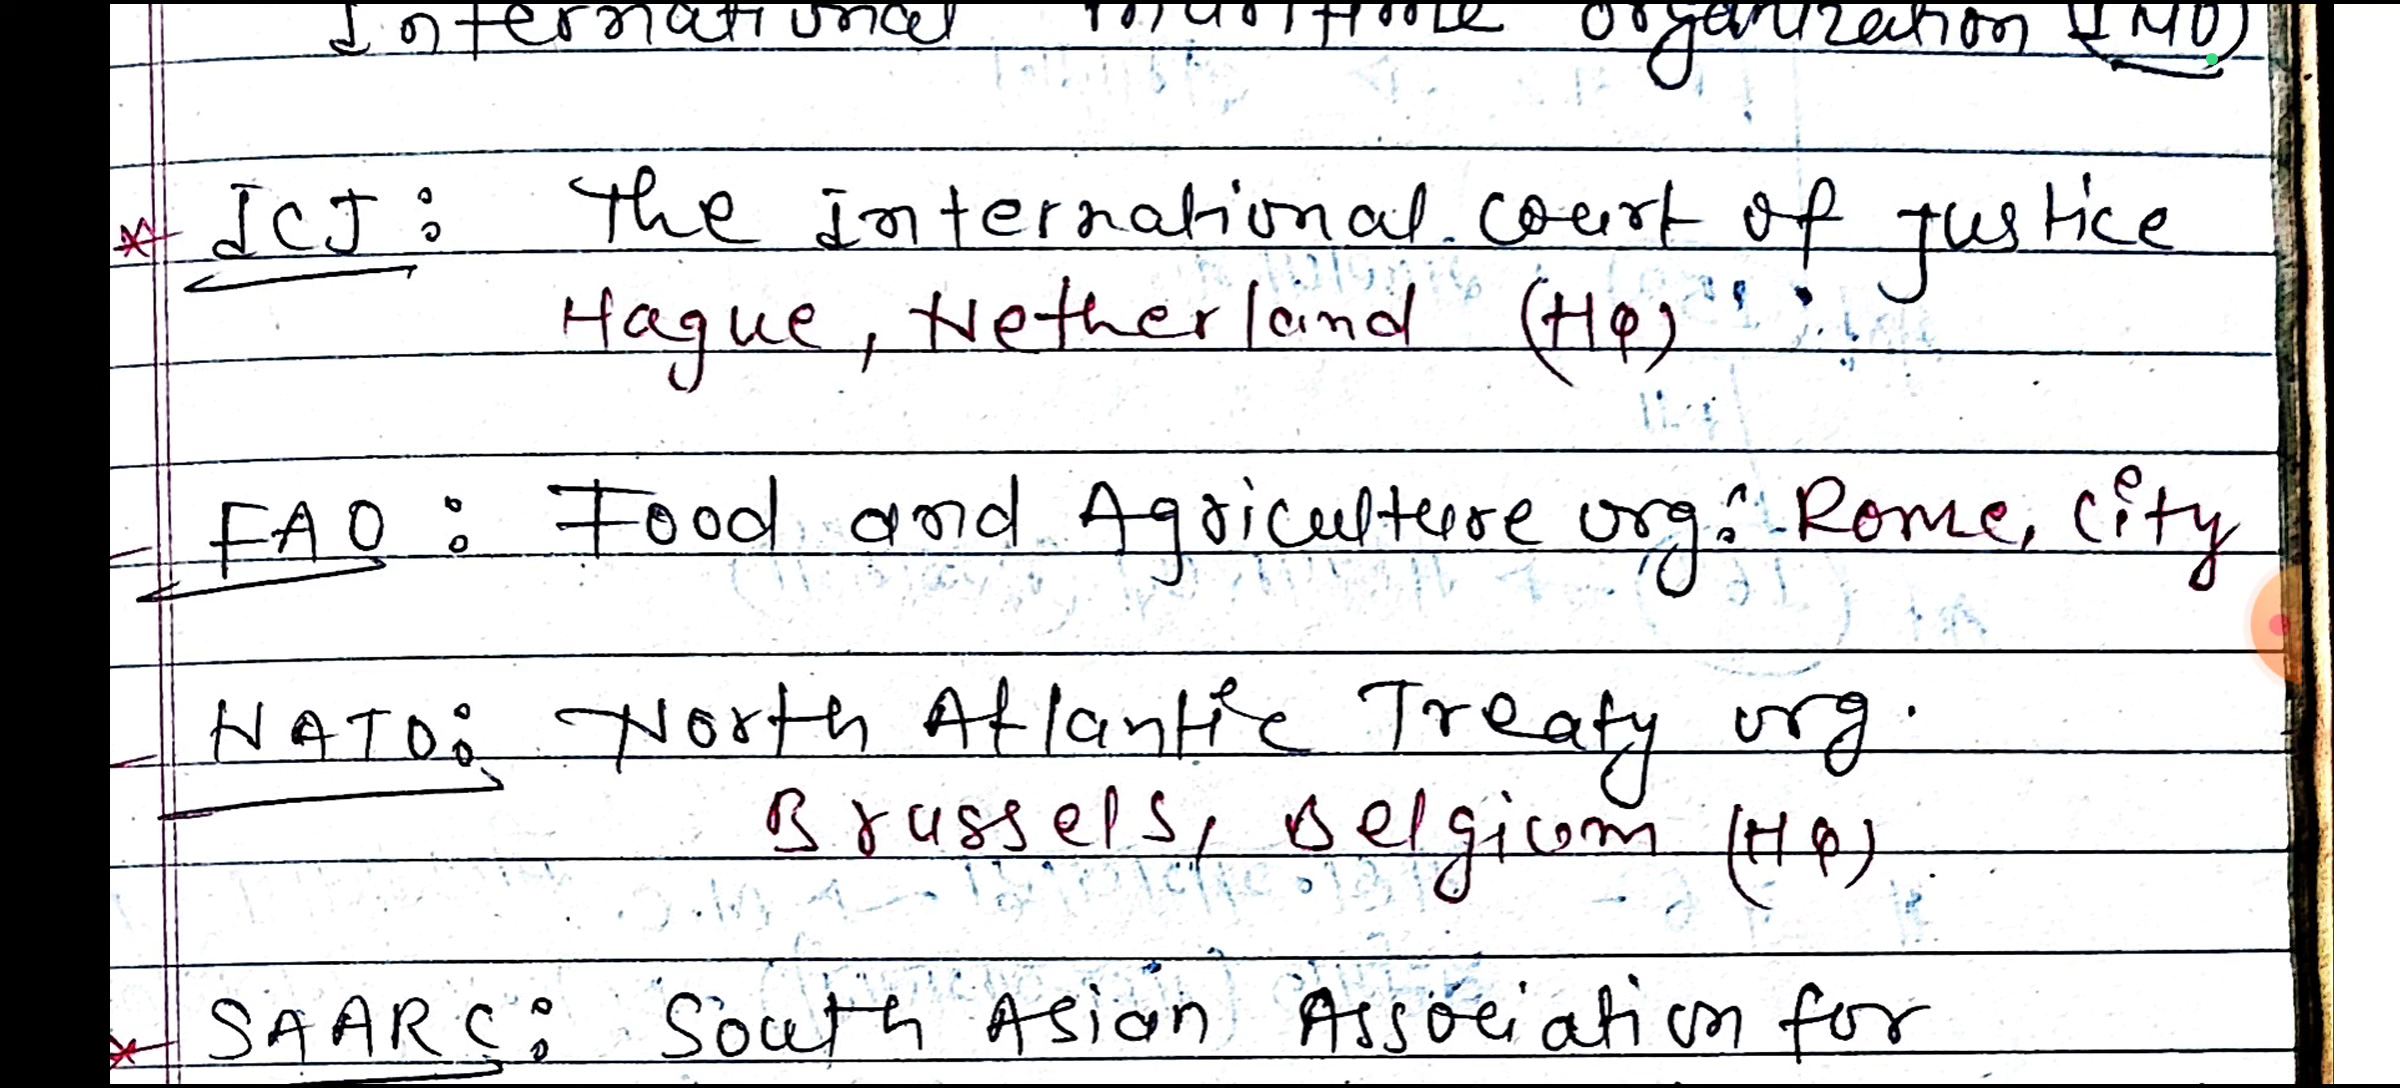 International maritime organization (IMO)
ICJ: The International court of justice
Hague, Netherland (HQ)
FAO: Food and Agriculture org: Rome, city
NATO: North Atlantic Treaty org.
Brussels, Belgium (HQ)
SAARC: South Asian Association for